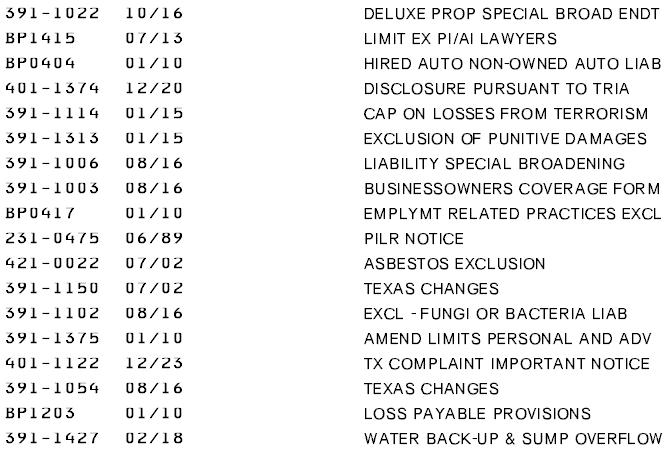 391-1022 10/16 DELUXE PROP SPECIAL BROAD ENDT
BP1415 07/13 LIMIT EX PI/AI LAWYERS
BP0404 01/10 HIRED AUTO NON-OWNED AUTO LIAB
401-1374 12/20 DISCLOSURE PURSUANT TO TRIA
391-1114 01/15 CAP ON LOSSES FROM TERRORISM
391-1313 01/15 EXCLUSION OF PUNITIVE DAMAGES
391-1006 08/16 LIABILITY SPECIAL BROADENING
391-1003 08/16 BUSINESSOWNERS COVERAGE FORM
BP0417 01/10 EMPLYMT RELATED PRACTICES EXCL
231-0475 06/89 PILR NOTICE
421-0022 07/02 ASBESTOS EXCLUSION
391-1150 07/02 TEXAS CHANGES
391-1102 08/16 EXCL - FUNGI OR BACTERIA LIAB
391-1375 01/10 AMEND LIMITS PERSONAL AND ADV
401-1122 12/23 TX COMPLAINT IMPORTANT NOTICE
391-1054 08/16 TEXAS CHANGES
BP1203 01/10 LOSS PAYABLE PROVISIONS
391-1427 02/18 WATER BACK-UP & SUMP OVERFLOW